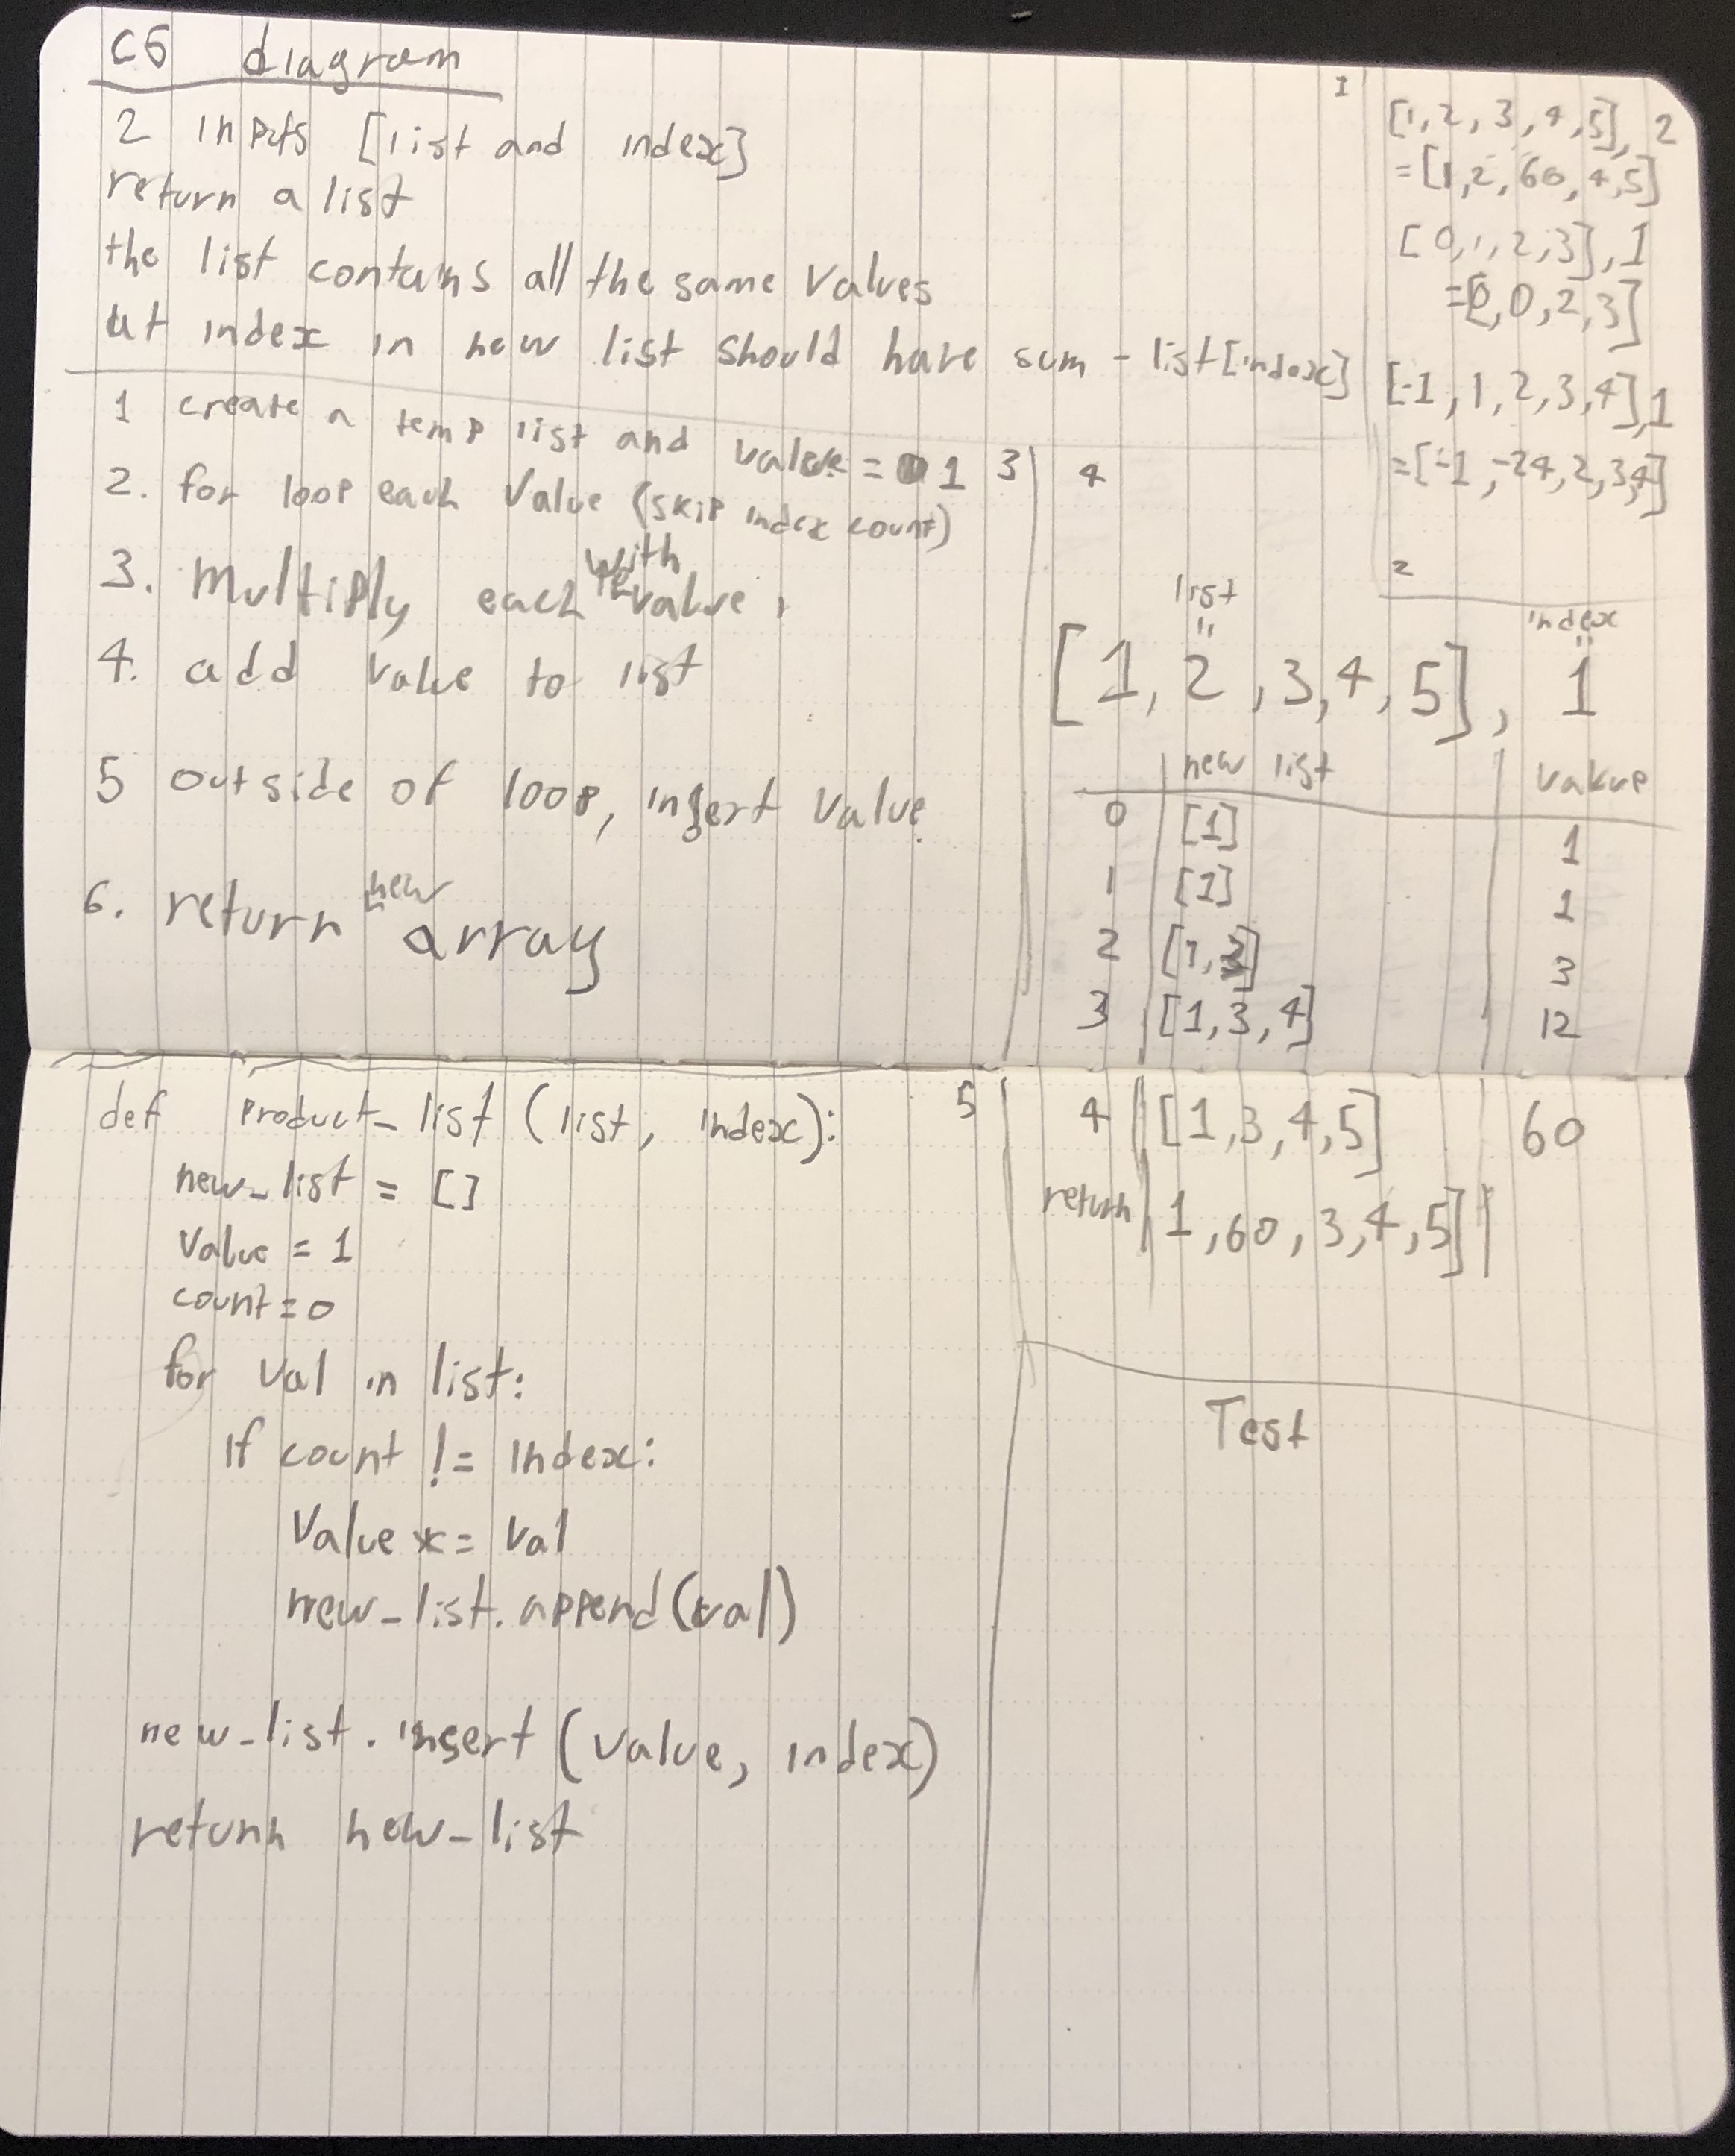 CS diagram
2 inputs [list and index]
return a list
the list contains all the same values
at index in new list should have sum - list[index]
1
[1,2,3,4,5], 2
=[1,2,60,4,5]
[0,1,2,3],1
=[0,0,2,3]
[-1,1,2,3,4],1
=[-1,-24,2,3,4]
2
1 create a temp list and value = 1
2. for loop each value (skip index count)
3. Multiply each with value
4. add value to list
5 outside of loop, insert value
6. return new array
3
4
list index
" "
[1, 2, 3, 4, 5], 1
new list value
0 [1] 1
1 [1] 1
2 [1,3] 3
3 [1,3,4] 12
4 [1,3,4,5] 60
return 1,60,3,4,5]
5
def product_list (list, index):
new_list = []
value = 1
count = 0
for val in list:
if count != index:
value *= val
new_list.append(val)
new_list.insert(value, index)
return new_list
Test